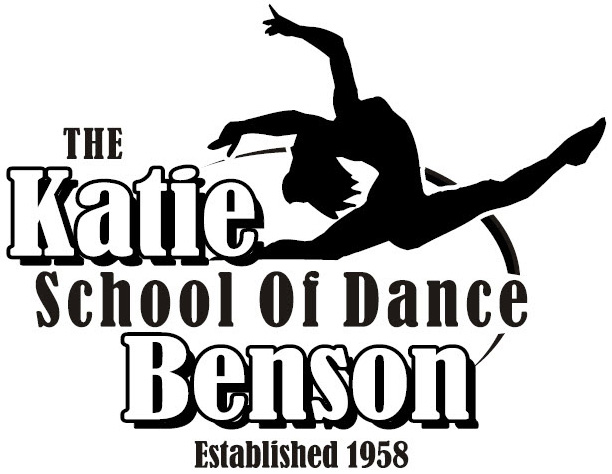 THE
Katie
School Of Dance
Benson
Established 1958